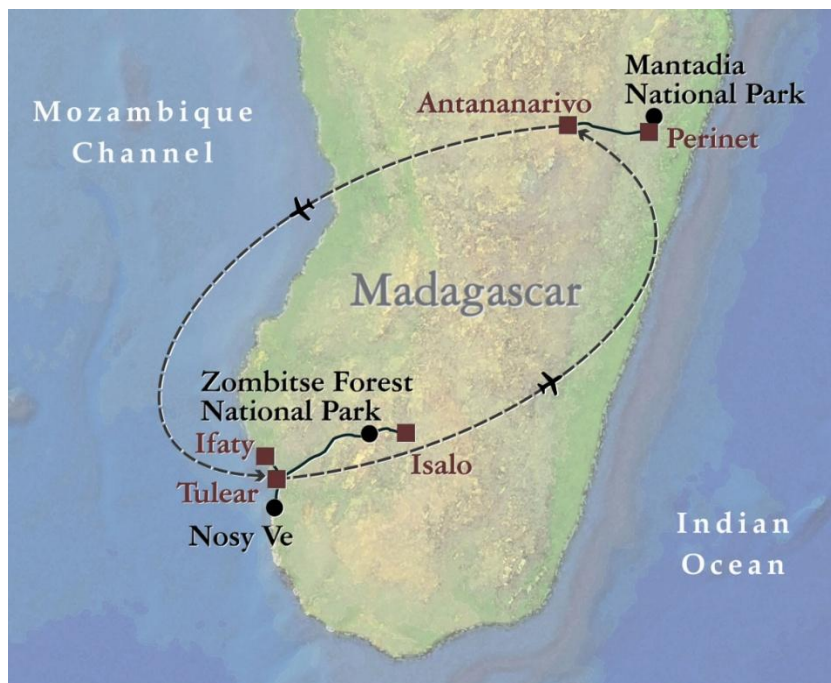 Mantadia
National Park
Antananarivo
Perinet
Mozambique
Channel
Madagascar
Zombitse Forest
National Park
Ifaty
Isalo
Tulear
Nosy Ve
Indian
Ocean